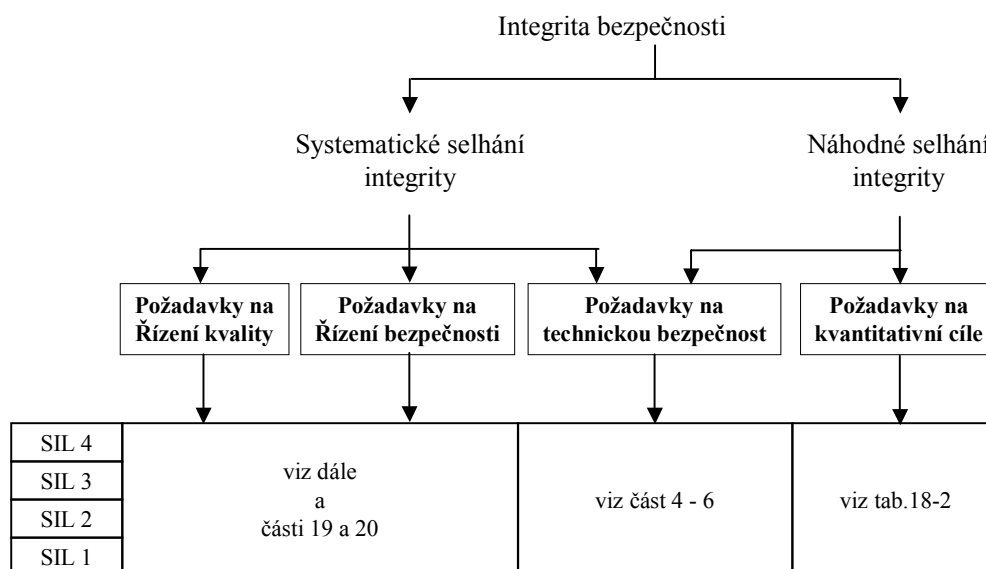 Integrita bezpečnosti
Systematické selhání
integrity
Náhodné selhání
integrity
Požadavky na
Řízení kvality
Požadavky na
Řízení bezpečnosti
Požadavky na
technickou bezpečnost
Požadavky na
kvantitativní cíle
SIL 4
SIL 3
SIL 2
SIL 1
viz dále
a
části 19 a 20
viz část 4 - 6
viz tab.18-2